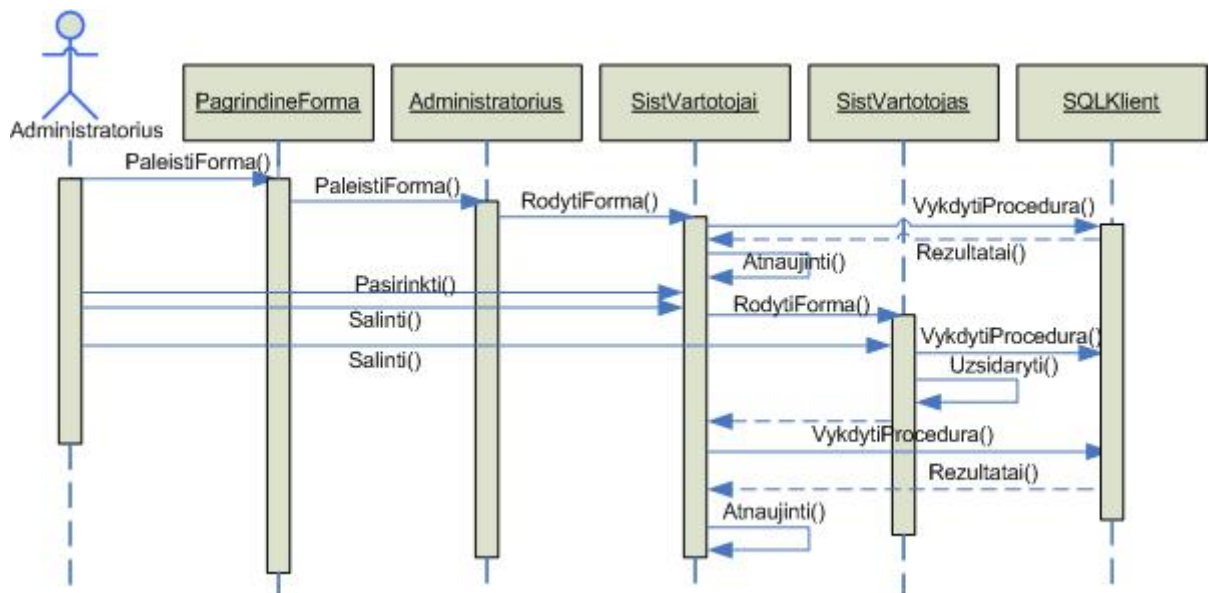 Administratorius
PagrindineForma
Administratorius
SistVartotojai
SistVartotojas
SQLKlient
PaleistiForma()
PaleistiForma()
RodytiForma()
VykdytiProcedura()
Rezultatai()
Atnaujinti()
Pasirinkti()
RodytiForma()
Salinti()
VykdytiProcedura()
Salinti()
Uzsidaryti()
VykdytiProcedura()
Rezultatai()
Atnaujinti()